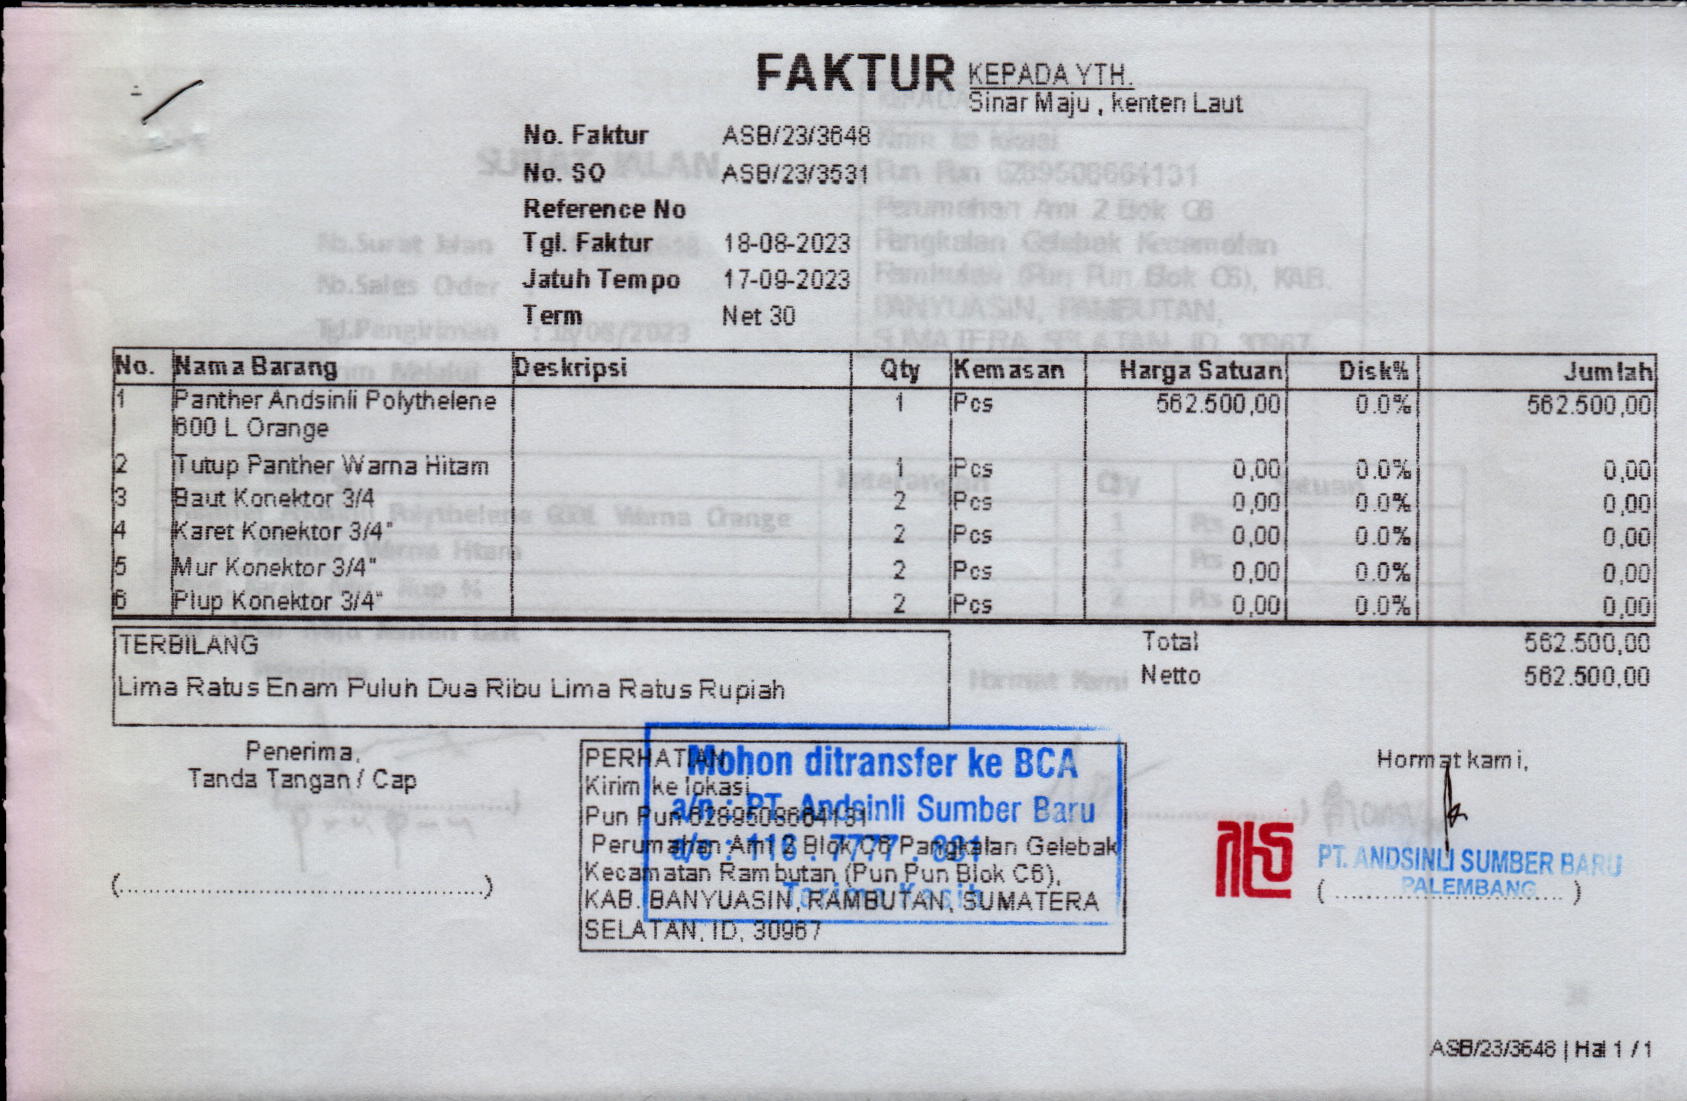 FAKTUR
KEPADA YTH.
Sinar Maju , kenten Laut
No. Faktur ASB/23/3648
No. SO ASB/23/3531
Reference No
Tgl. Faktur 18-08-2023
Jatuh Tempo 17-09-2023
Term Net 30
No. Nama Barang Deskripsi Qty Kemasan Harga Satuan Disk% Jumlah
1 Panther Andsinli Polythelene 1 Pcs 562.500,00 0.0% 562.500,00
600 L Orange
2 Tutup Panther Warna Hitam 1 Pcs 0,00 0.0% 0,00
3 Baut Konektor 3/4 2 Pcs 0,00 0.0% 0,00
4 Karet Konektor 3/4" 2 Pcs 0,00 0.0% 0,00
5 Mur Konektor 3/4" 2 Pcs 0,00 0.0% 0,00
6 Plup Konektor 3/4" 2 Pcs 0,00 0.0% 0,00
TERBILANG
Lima Ratus Enam Puluh Dua Ribu Lima Ratus Rupiah
Total 562.500,00
Netto 562.500,00
Penerima,
Tanda Tangan / Cap
(......................................................)
PERHATIAN
Kirim ke lokasi
Pun Pun 6289508664131
Perumahan Ami 2 Blok C6 Pangkalan Gelebak
Kecamatan Rambutan (Pun Pun Blok C6),
KAB. BANYUASIN, RAMBUTAN, SUMATERA
SELATAN, ID, 30967
Mohon ditransfer ke BCA
a/n : PT. Andsinli Sumber Baru
a/c : 116 . 7777 .
Terima Kasih
Hormat kami,
PT. ANDSINLI SUMBER BARU
PALEMBANG
(....................................)
ASB/23/3648 | Hal 1 / 1